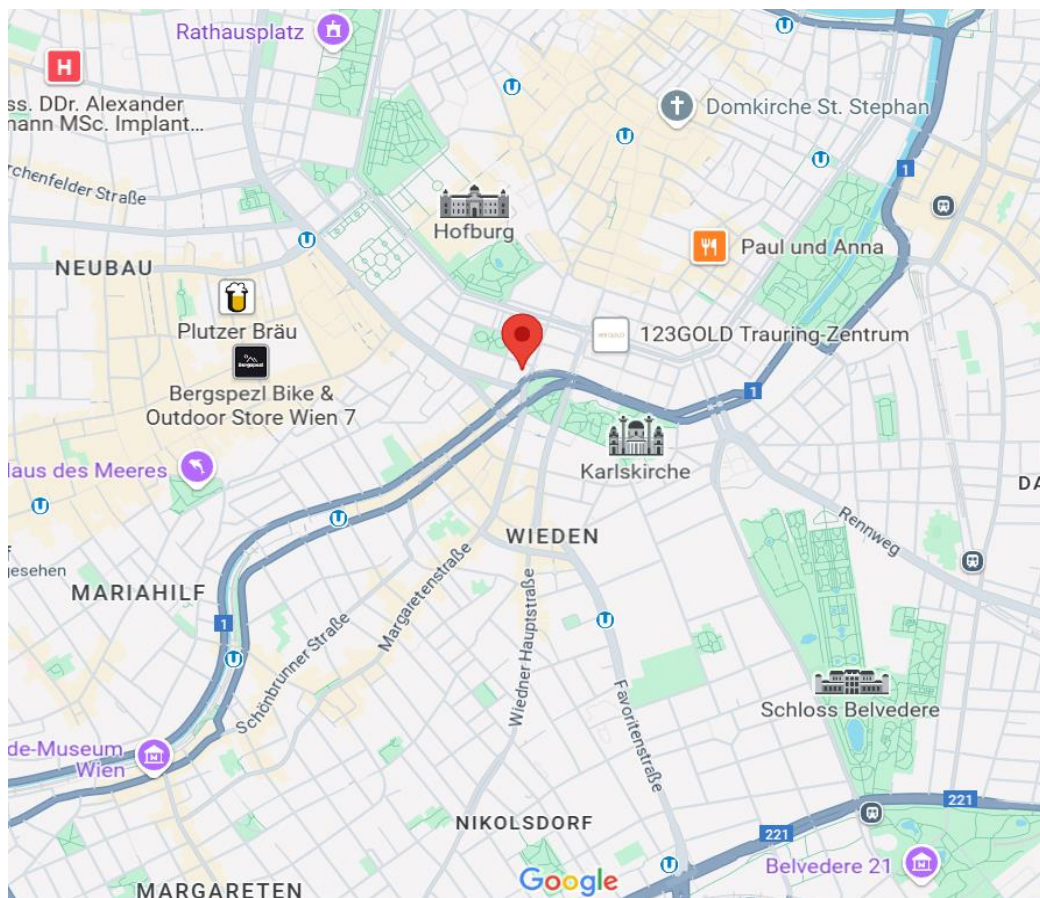 Rathausplatz
H
ss. DDr. Alexander
mann MSc. Implant...
Domkirche St. Stephan
rchenfelder Straße
1
Hofburg
Paul und Anna
NEUBAU
Plutzer Bräu
123GOLD Trauring-Zentrum
Bergspezl Bike &
Outdoor Store Wien 7
1
Karlskirche
Haus des Meeres
DA
Rennweg
WIEDEN
f
gesehen
MARIAHILF
Margaretenstraße
1
Schönbrunner Straße
Wiedner Hauptstraße
Favoritenstraße
Schloss Belvedere
de-Museum
Wien
221
NIKOLSDORF
221
Belvedere 21
Google
MARGARETEN